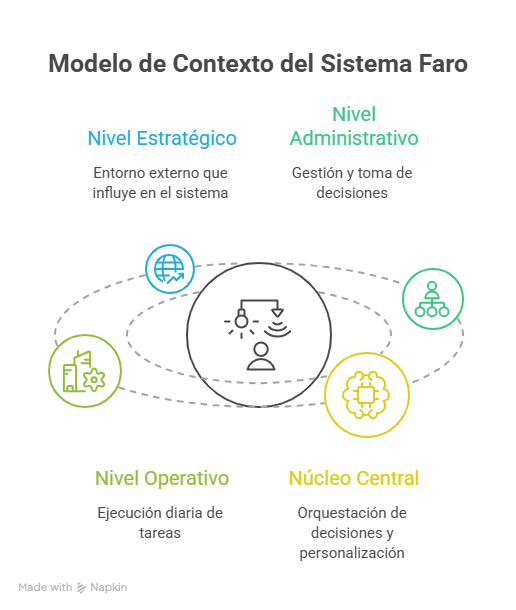 Modelo de Contexto del Sistema Faro
Nivel Estratégico
Entorno externo que
influye en el sistema
Nivel
Administrativo
Gestión y toma de
decisiones
Nivel Operativo
Ejecución diaria de
tareas
Núcleo Central
Orquestación de
decisiones y
personalización
Made with Napkin